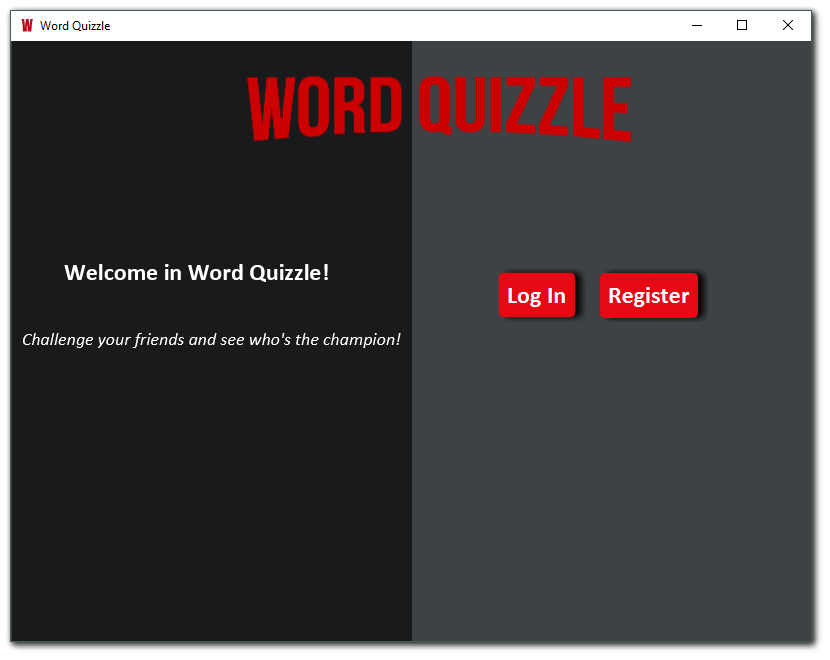 Word Quizzle
WORD QUIZZLE
Welcome in Word Quizzle!
Challenge your friends and see who's the champion!
Log In
Register